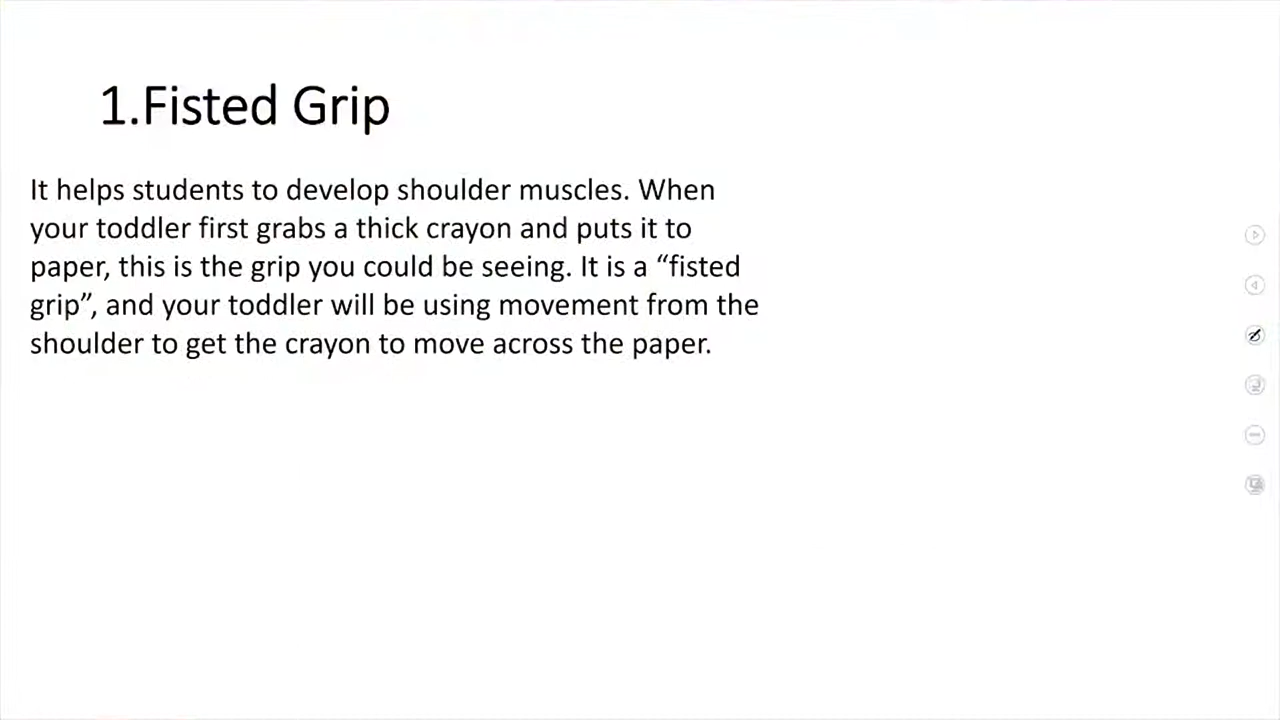 1.Fisted Grip
It helps students to develop shoulder muscles. When
your toddler first grabs a thick crayon and puts it to
paper, this is the grip you could be seeing. It is a “fisted
grip”, and your toddler will be using movement from the
shoulder to get the crayon to move across the paper.